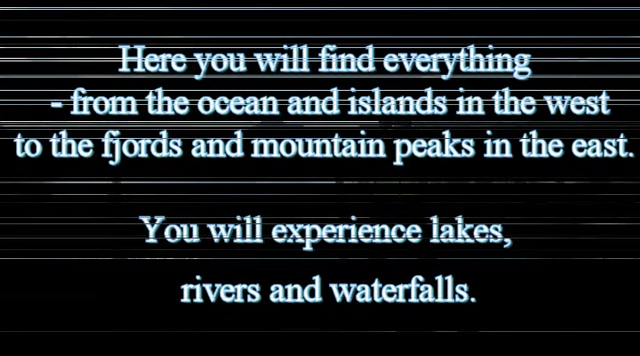 Here you will find everything
- from the ocean and islands in the west
to the fjords and mountain peaks in the east.
You will experience lakes,
rivers and waterfalls.